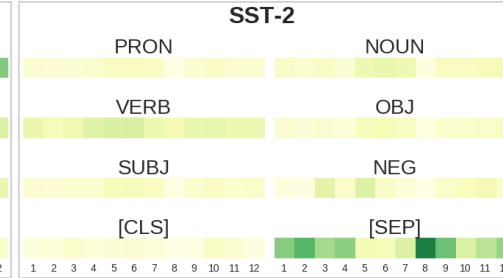 SST-2
PRON NOUN
VERB OBJ
SUBJ NEG
[CLS] [SEP]
2 1 2 3 4 5 6 7 8 9 10 11 12 1 2 3 4 5 6 7 8 9 10 11